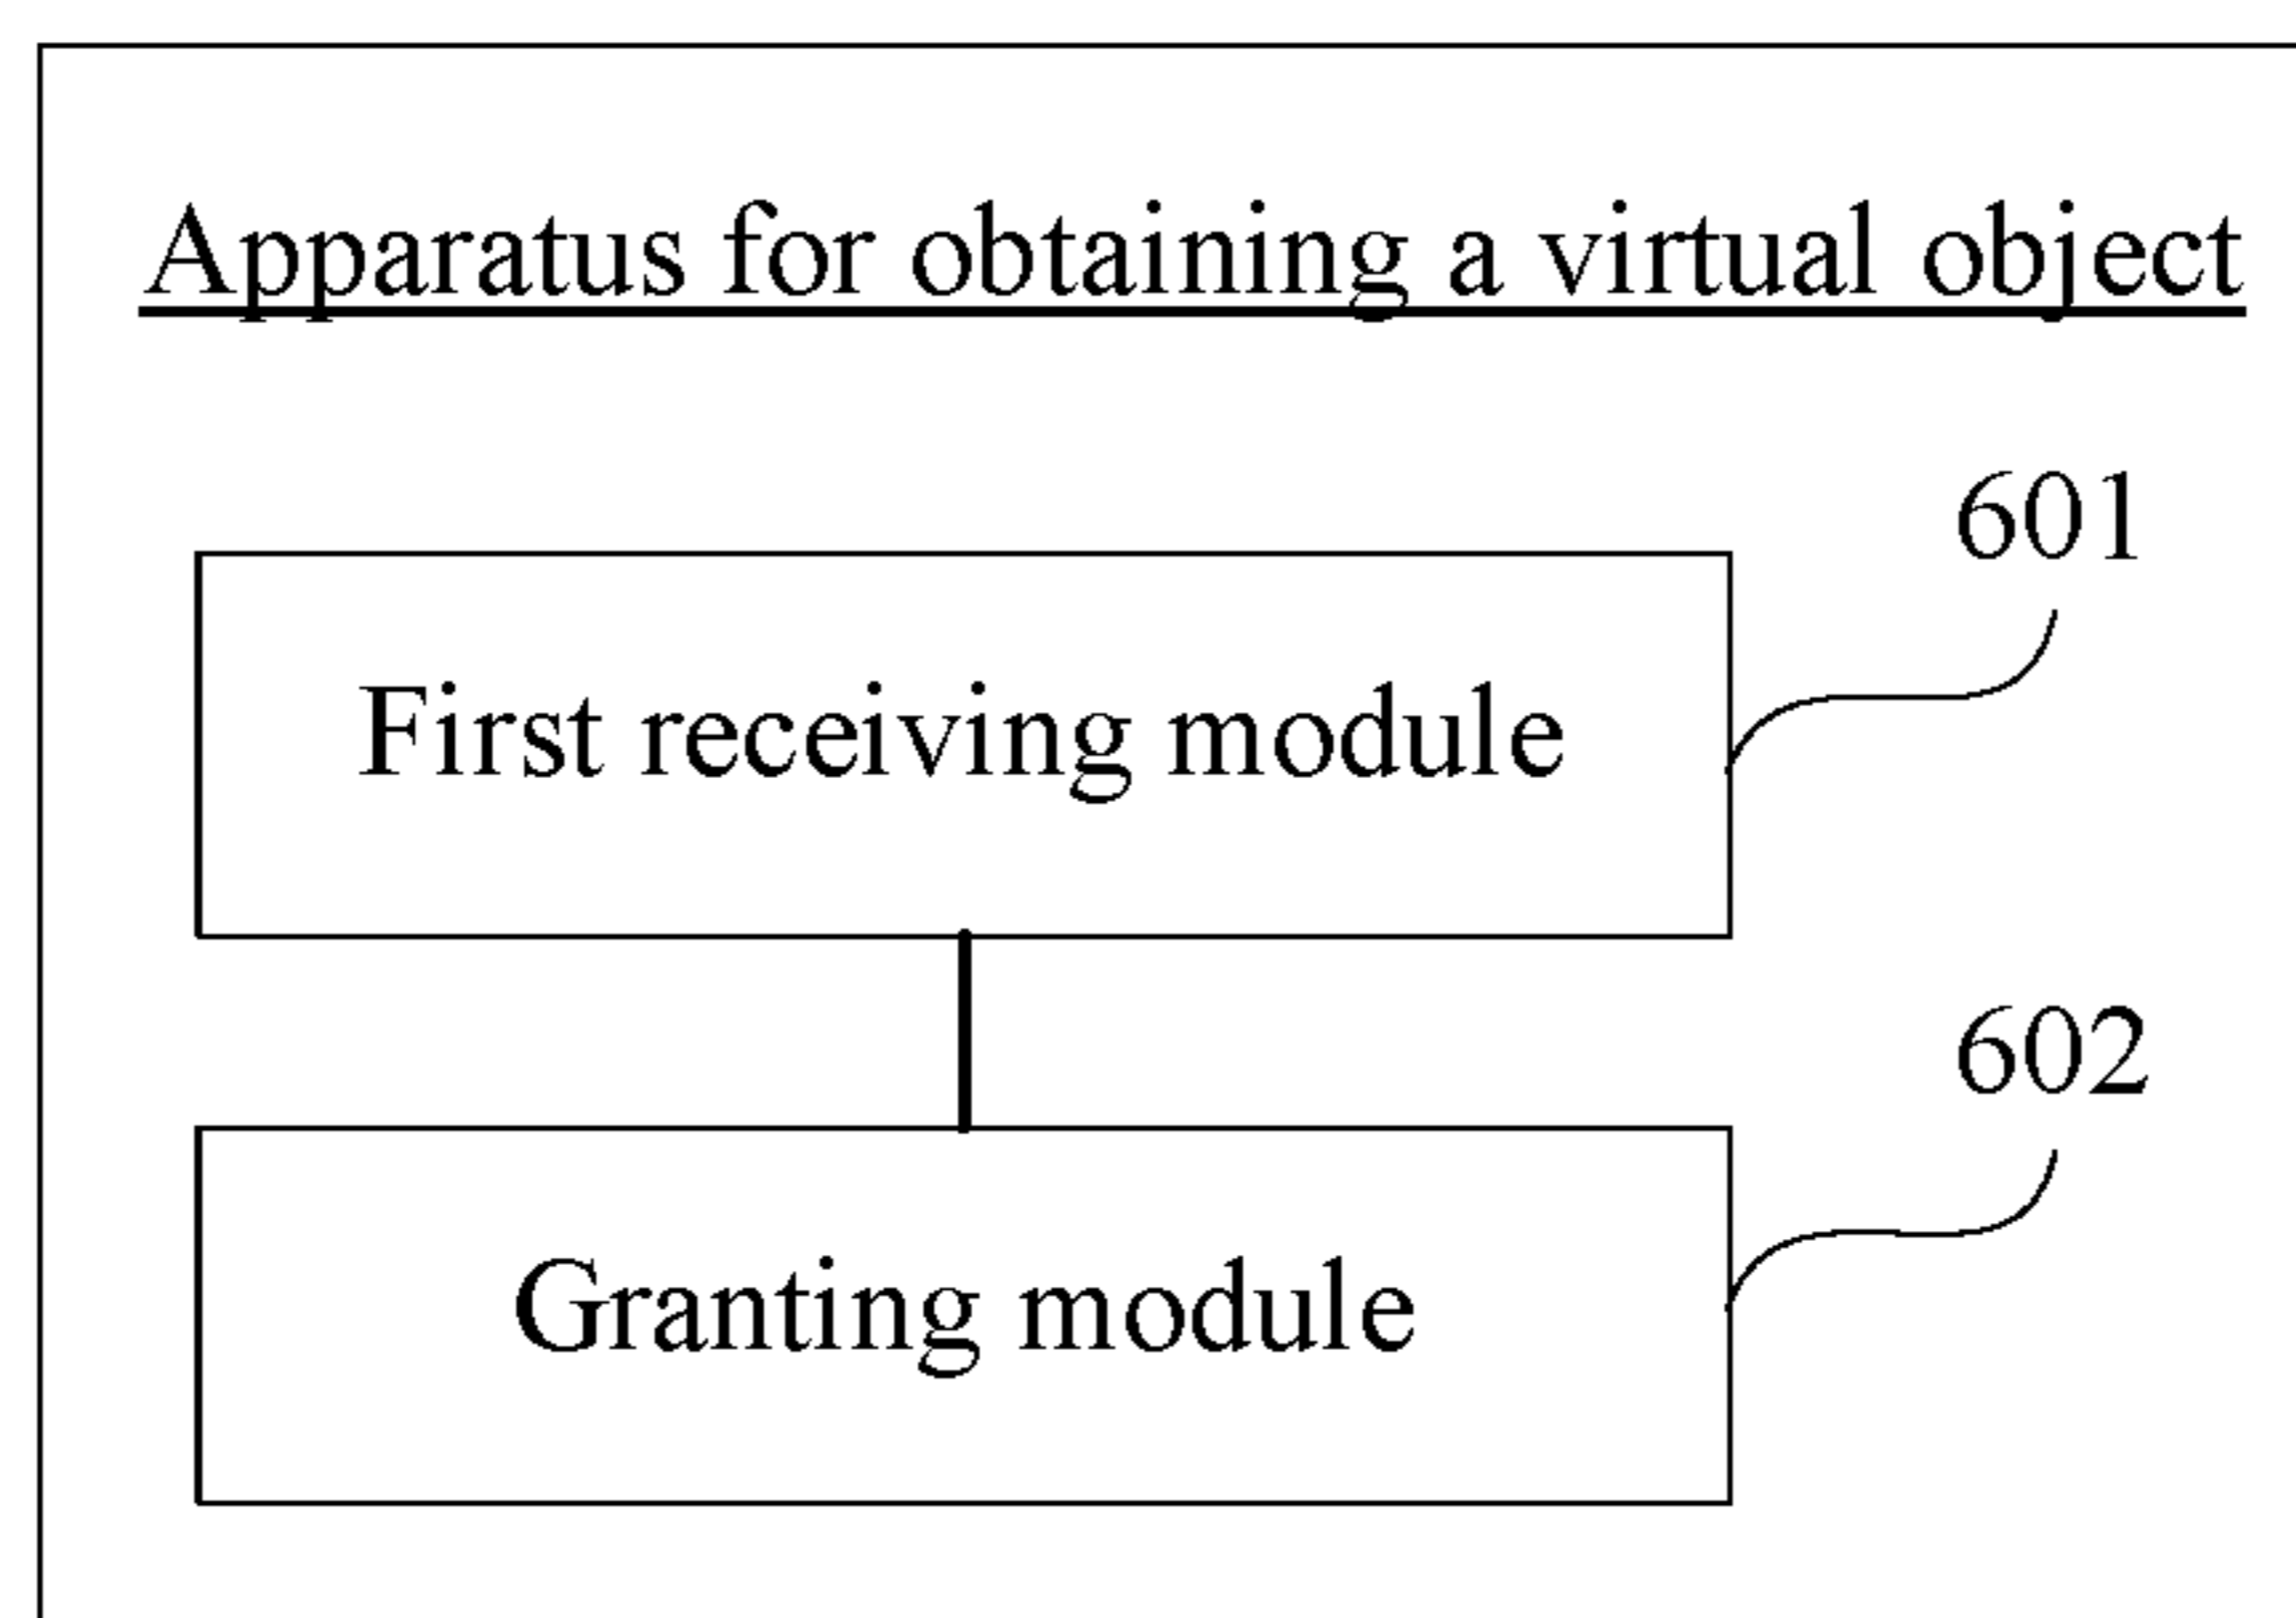 Apparatus for obtaining a virtual object
601
First receiving module
602
Granting module